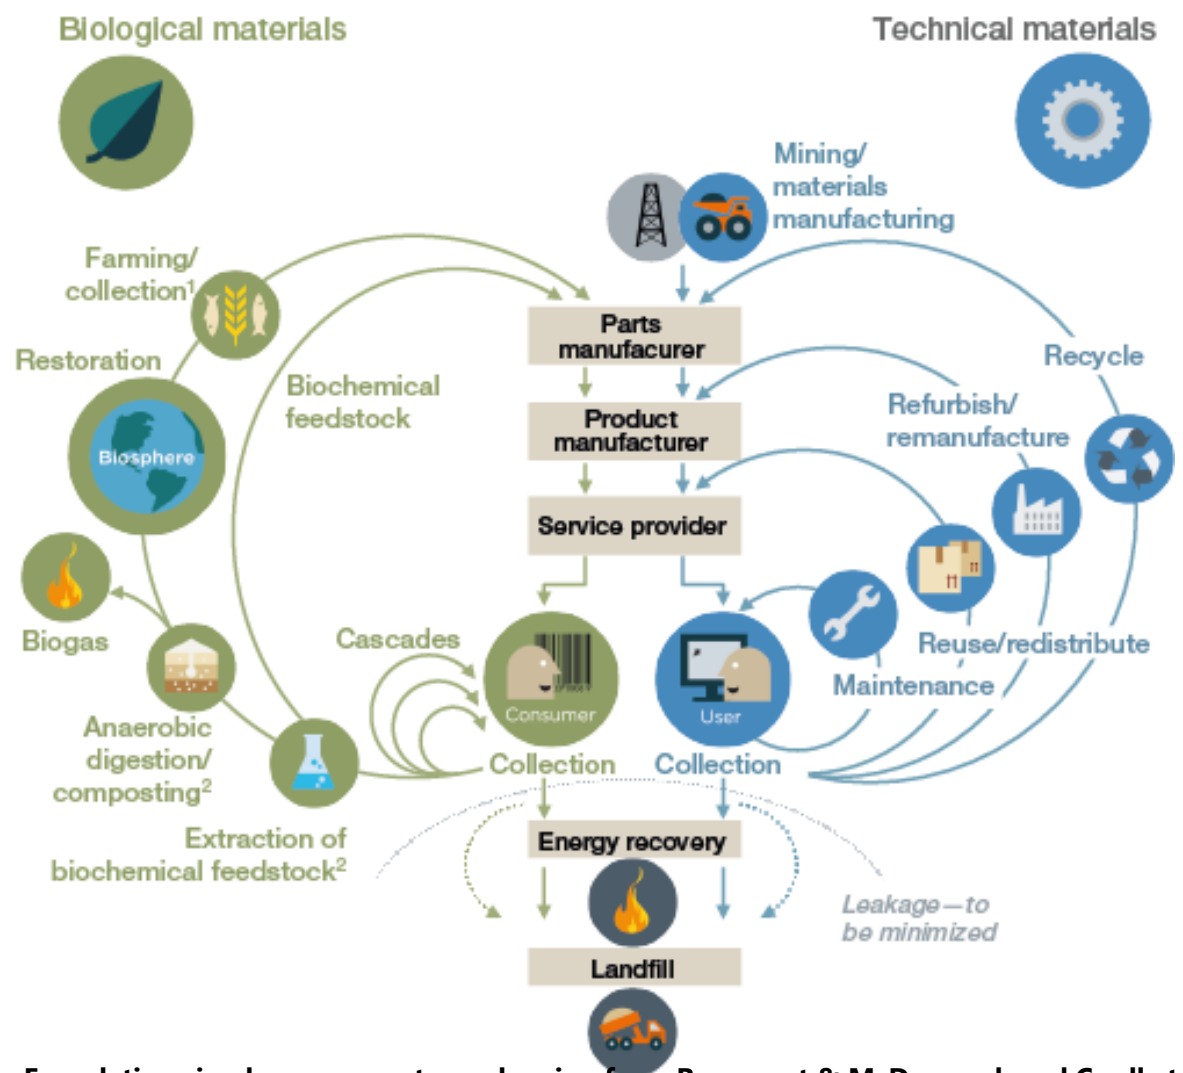 Biological materials
Technical materials
Mining/
materials
manufacturing
Farming/
collection¹
Restoration
Biosphere
Biochemical
feedstock
Parts
manufacurer
Product
manufacturer
Service provider
Recycle
Refurbish/
remanufacture
Biogas
Cascades
Consumer
User
Reuse/redistribute
Maintenance
Anaerobic
digestion/
composting²
Collection
Collection
Extraction of
biochemical feedstock²
Energy recovery
Leakage—to
be minimized
Landfill